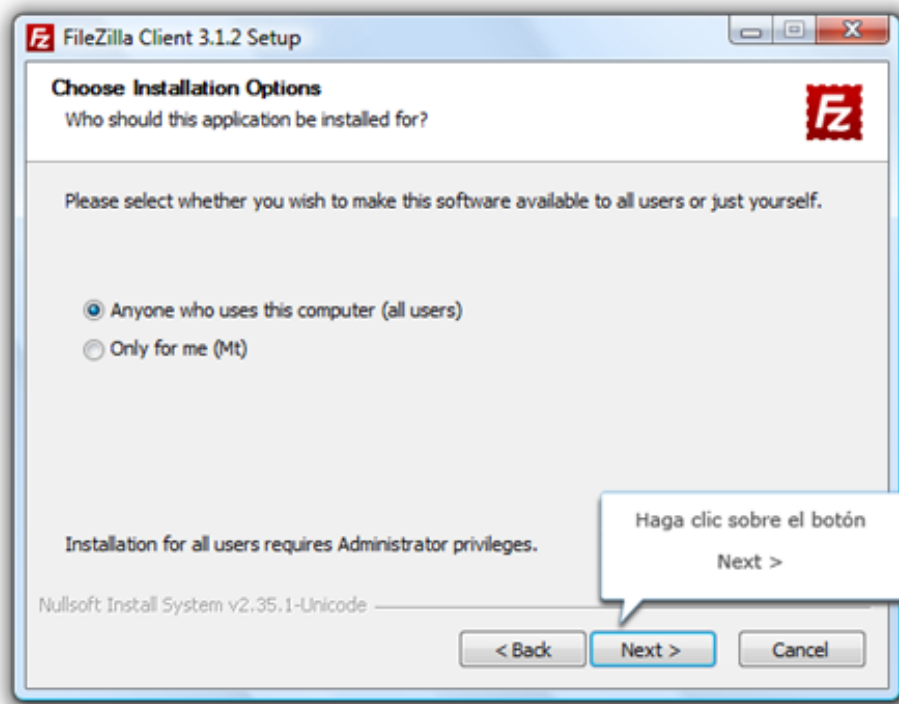 FileZilla Client 3.1.2 Setup
Choose Installation Options
Who should this application be installed for?
Please select whether you wish to make this software available to all users or just yourself.
Anyone who uses this computer (all users)
Only for me (Mt)
Haga clic sobre el botón
Next >
Installation for all users requires Administrator privileges.
Nullsoft Install System v2.35.1-Unicode
< Back
Next >
Cancel